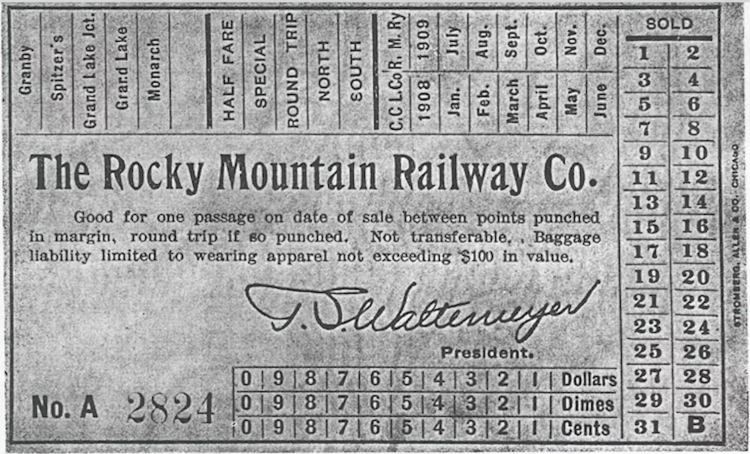 Granby
Spitzer's
Grand Lake Jct.
Grand Lake
Monarch
HALF FARE
SPECIAL
ROUND TRIP
NORTH
SOUTH
C.C L.Co R. M. Ry
1908 1909
Jan. July
Feb. Aug.
March Sept.
April Oct.
May Nov.
June Dec.
SOLD
1 2
3 4
5 6
7 8
9 10
11 12
13 14
15 16
17 18
19 20
21 22
23 24
25 26
27 28
29 30
31 B
STROMBERG, ALLEN & CO. - CHICAGO
The Rocky Mountain Railway Co.
Good for one passage on date of sale between points punched
in margin, round trip if so punched. Not transferable. Baggage
liability limited to wearing apparel not exceeding $100 in value.
T. S. Waltemeyer
President.
No. A 2824
0 | 9 | 8 | 7 | 6 | 5 | 4 | 3 | 2 | 1 | Dollars
0 | 9 | 8 | 7 | 6 | 5 | 4 | 3 | 2 | 1 | Dimes
0 | 9 | 8 | 7 | 6 | 5 | 4 | 3 | 2 | 1 | Cents